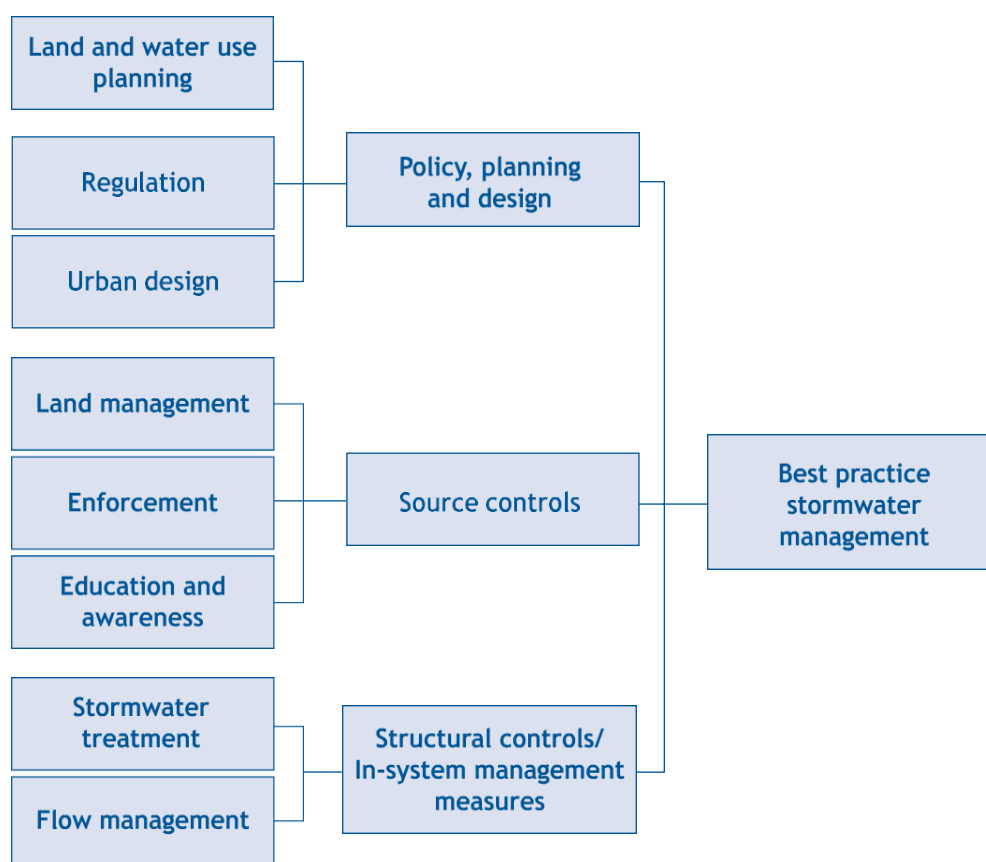 Land and water use
planning
Regulation
Urban design
Policy, planning
and design
Land management
Enforcement
Education and
awareness
Source controls
Stormwater
treatment
Flow management
Structural controls/
In-system management
measures
Best practice
stormwater
management